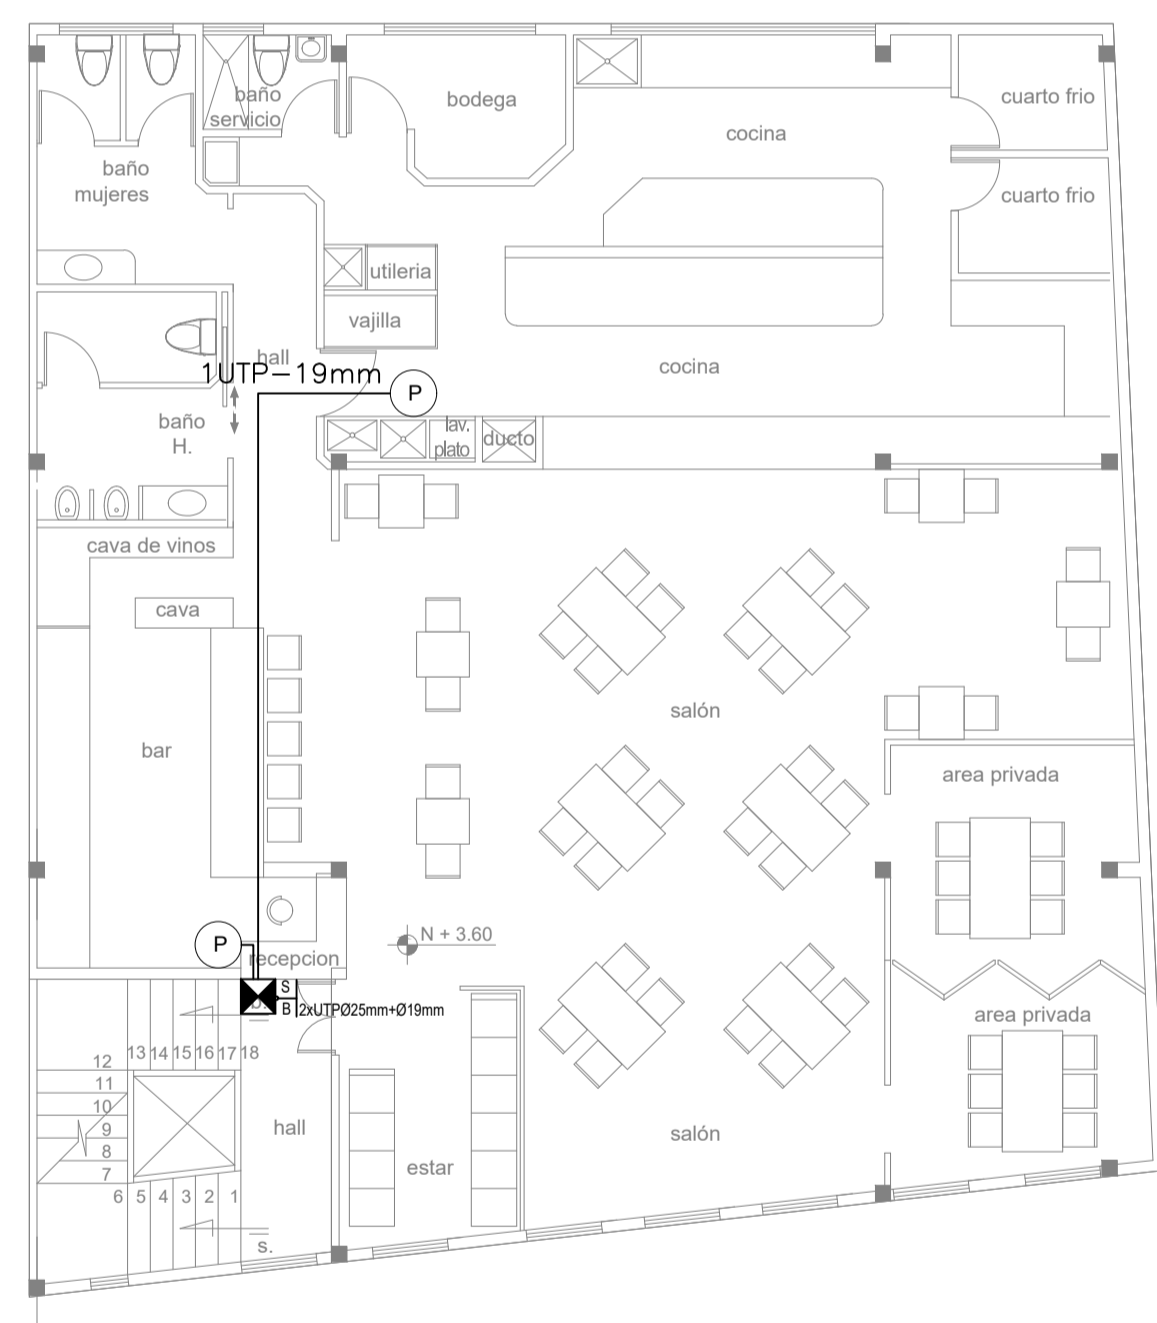 baño
servicio
bodega
cocina
cuarto frio
baño
mujeres
cuarto frio
utileria
vajilla
hall
1UTP-19mm
P
cocina
baño
H.
lav.
plato
ducto
cava de vinos
cava
salón
bar
area privada
P
N + 3.60
recepcion
S
b.
B
2xUTPØ25mm+Ø19mm
area privada
13 14 15 16 17 18
12
11
10
9
8
7
hall
salón
estar
6 5 4 3 2 1
s.